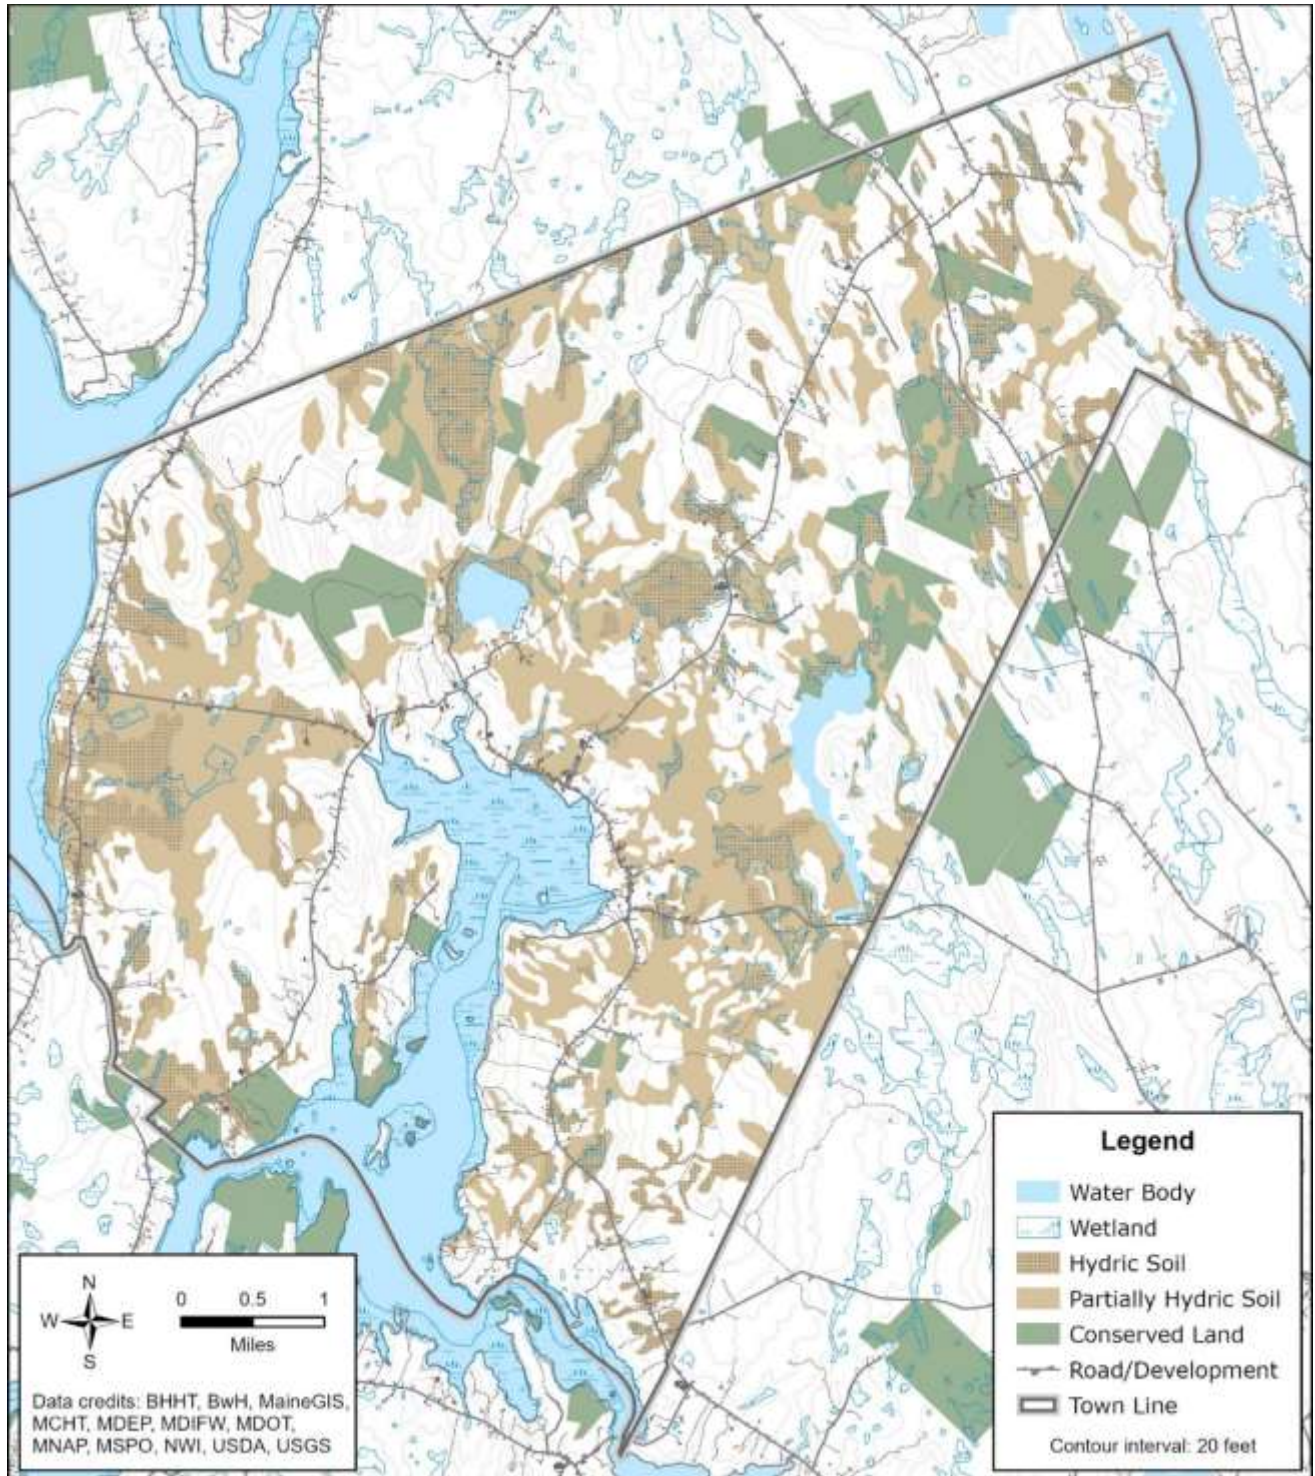 Legend
Water Body
Wetland
Hydric Soil
Partially Hydric Soil
Conserved Land
Road/Development
Town Line
Contour interval: 20 feet
N
W E
S
0 0.5 1
Miles
Data credits: BHHT, BwH, MaineGIS,
MCHT, MDEP, MDIFW, MDOT,
MNAP, MSPO, NWI, USDA, USGS